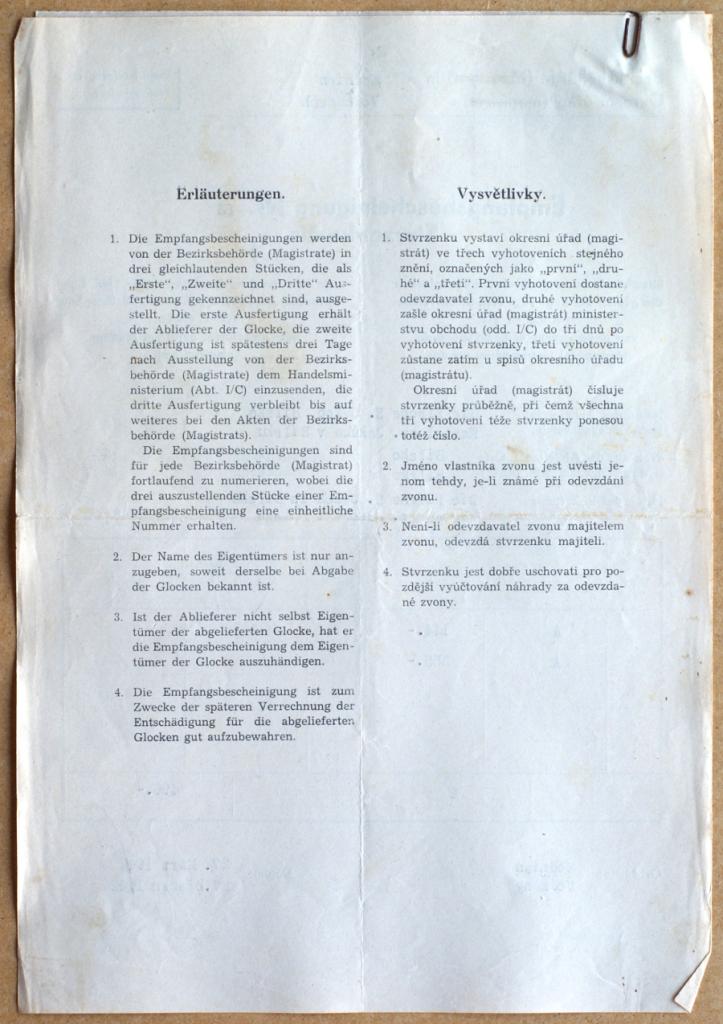 Erläuterungen.
1. Die Empfangsbescheinigungen werden
von der Bezirksbehörde (Magistrate) in
drei gleichlautenden Stücken, die als
„Erste“, „Zweite“ und „Dritte“ Aus-
fertigung gekennzeichnet sind, ausge-
stellt. Die erste Ausfertigung erhält
der Ablieferer der Glocke, die zweite
Ausfertigung ist spätestens drei Tage
nach Ausstellung von der Bezirks-
behörde (Magistrate) dem Handelsmi-
nisterium (Abt. I/C) einzusenden, die
dritte Ausfertigung verbleibt bis auf
weiteres bei den Akten der Bezirks-
behörde (Magistrats).
Die Empfangsbescheinigungen sind
für jede Bezirksbehörde (Magistrat)
fortlaufend zu numerieren, wobei die
drei auszustellenden Stücke einer Em-
pfangsbescheinigung eine einheitliche
Nummer erhalten.
2. Der Name des Eigentümers ist nur an-
zugeben, soweit derselbe bei Abgabe
der Glocken bekannt ist.
3. Ist der Ablieferer nicht selbst Eigen-
tümer der abgelieferten Glocke, hat er
die Empfangsbescheinigung dem Eigen-
tümer der Glocke auszuhändigen.
4. Die Empfangsbescheinigung ist zum
Zwecke der späteren Verrechnung der
Entschädigung für die abgelieferten
Glocken gut aufzubewahren.
Vysvětlivky.
1. Stvrzenku vystaví okresní úřad (magi-
strát) ve třech vyhotoveních stejného
znění, označených jako „první“, „dru-
hé“ a „třetí“. První vyhotovení dostane
odevzdavatel zvonu, druhé vyhotovení
zašle okresní úřad (magistrát) minister-
stvu obchodu (odd. I/C) do tří dnů po
vyhotovení stvrzenky, třetí vyhotovení
zůstane zatím u spisů okresního úřadu
(magistrátu).
Okresní úřad (magistrát) čísluje
stvrzenky průběžně, při čemž všechna
tři vyhotovení téže stvrzenky ponesou
totéž číslo.
2. Jméno vlastníka zvonu jest uvésti je-
nom tehdy, je-li známé při odevzdání
zvonu.
3. Není-li odevzdavatel zvonu majitelem
zvonu, odevzdá stvrzenku majiteli.
4. Stvrzenku jest dobře uschovati pro po-
zdější vyúčtování náhrady za odevzda-
né zvony.